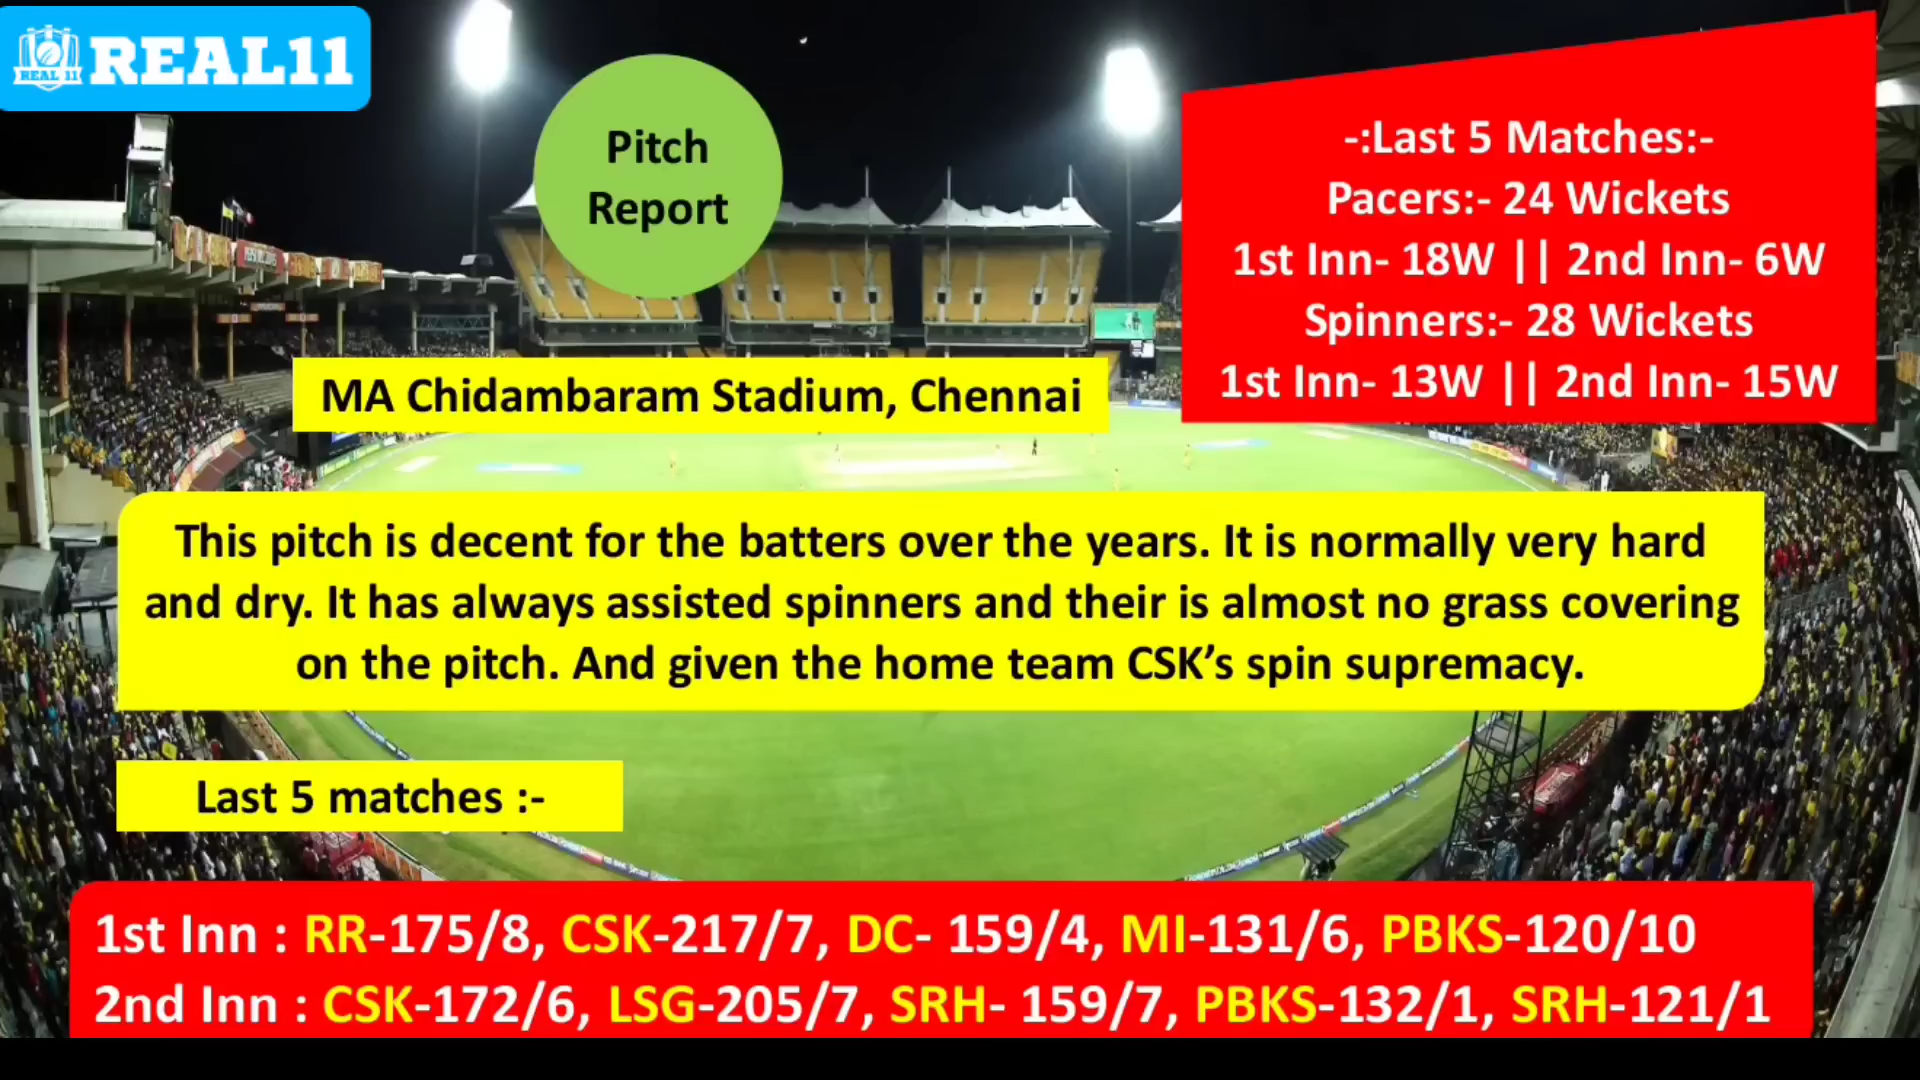 REAL 11
REAL11
Pitch
Report
-:Last 5 Matches:-
Pacers:- 24 Wickets
1st Inn- 18W || 2nd Inn- 6W
Spinners:- 28 Wickets
1st Inn- 13W || 2nd Inn- 15W
MA Chidambaram Stadium, Chennai
This pitch is decent for the batters over the years. It is normally very hard
and dry. It has always assisted spinners and their is almost no grass covering
on the pitch. And given the home team CSK’s spin supremacy.
Last 5 matches :-
1st Inn : RR-175/8, CSK-217/7, DC- 159/4, MI-131/6, PBKS-120/10
2nd Inn : CSK-172/6, LSG-205/7, SRH- 159/7, PBKS-132/1, SRH-121/1